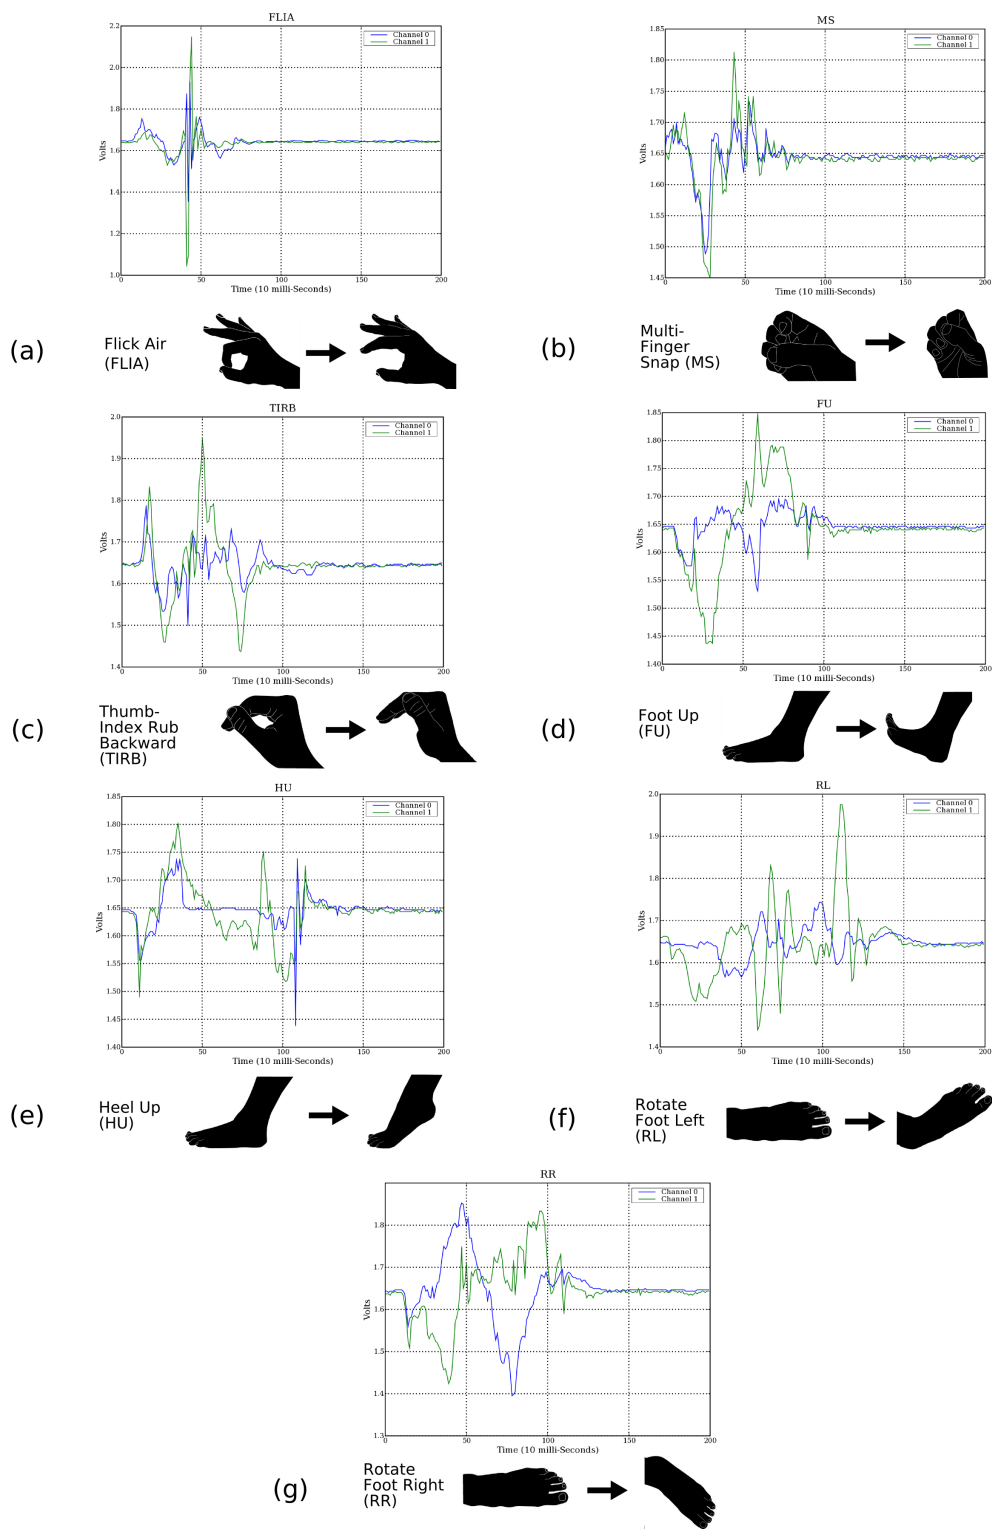 FLIA
Channel 0
Channel 1
2.2
2.0
1.8
1.6
1.4
1.2
1.0
Volts
0 50 100 150 200
Time (10 milli-Seconds)
(a)
Flick Air
(FLIA)
MS
Channel 0
Channel 1
1.85
1.80
1.75
1.70
1.65
1.60
1.55
1.50
1.45
Volts
0 50 100 150 200
Time (10 milli-Seconds)
(b)
Multi-
Finger
Snap (MS)
TIRB
Channel 0
Channel 1
2.0
1.9
1.8
1.7
1.6
1.5
1.4
Volts
0 50 100 150 200
Time (10 milli-Seconds)
(c)
Thumb-
Index Rub
Backward
(TIRB)
FU
Channel 0
Channel 1
1.85
1.80
1.75
1.70
1.65
1.60
1.55
1.50
1.45
1.40
Volts
0 50 100 150 200
Time (10 milli-Seconds)
(d)
Foot Up
(FU)
HU
Channel 0
Channel 1
1.85
1.80
1.75
1.70
1.65
1.60
1.55
1.50
1.45
1.40
Volts
0 50 100 150 200
Time (10 milli-Seconds)
(e)
Heel Up
(HU)
RL
Channel 0
Channel 1
2.0
1.9
1.8
1.7
1.6
1.5
1.4
Volts
0 50 100 150 200
Time (10 milli-Seconds)
(f)
Rotate
Foot Left
(RL)
RR
Channel 0
Channel 1
1.8
1.7
1.6
1.5
1.4
1.3
Volts
0 50 100 150 200
Time (10 milli-Seconds)
(g)
Rotate
Foot Right
(RR)